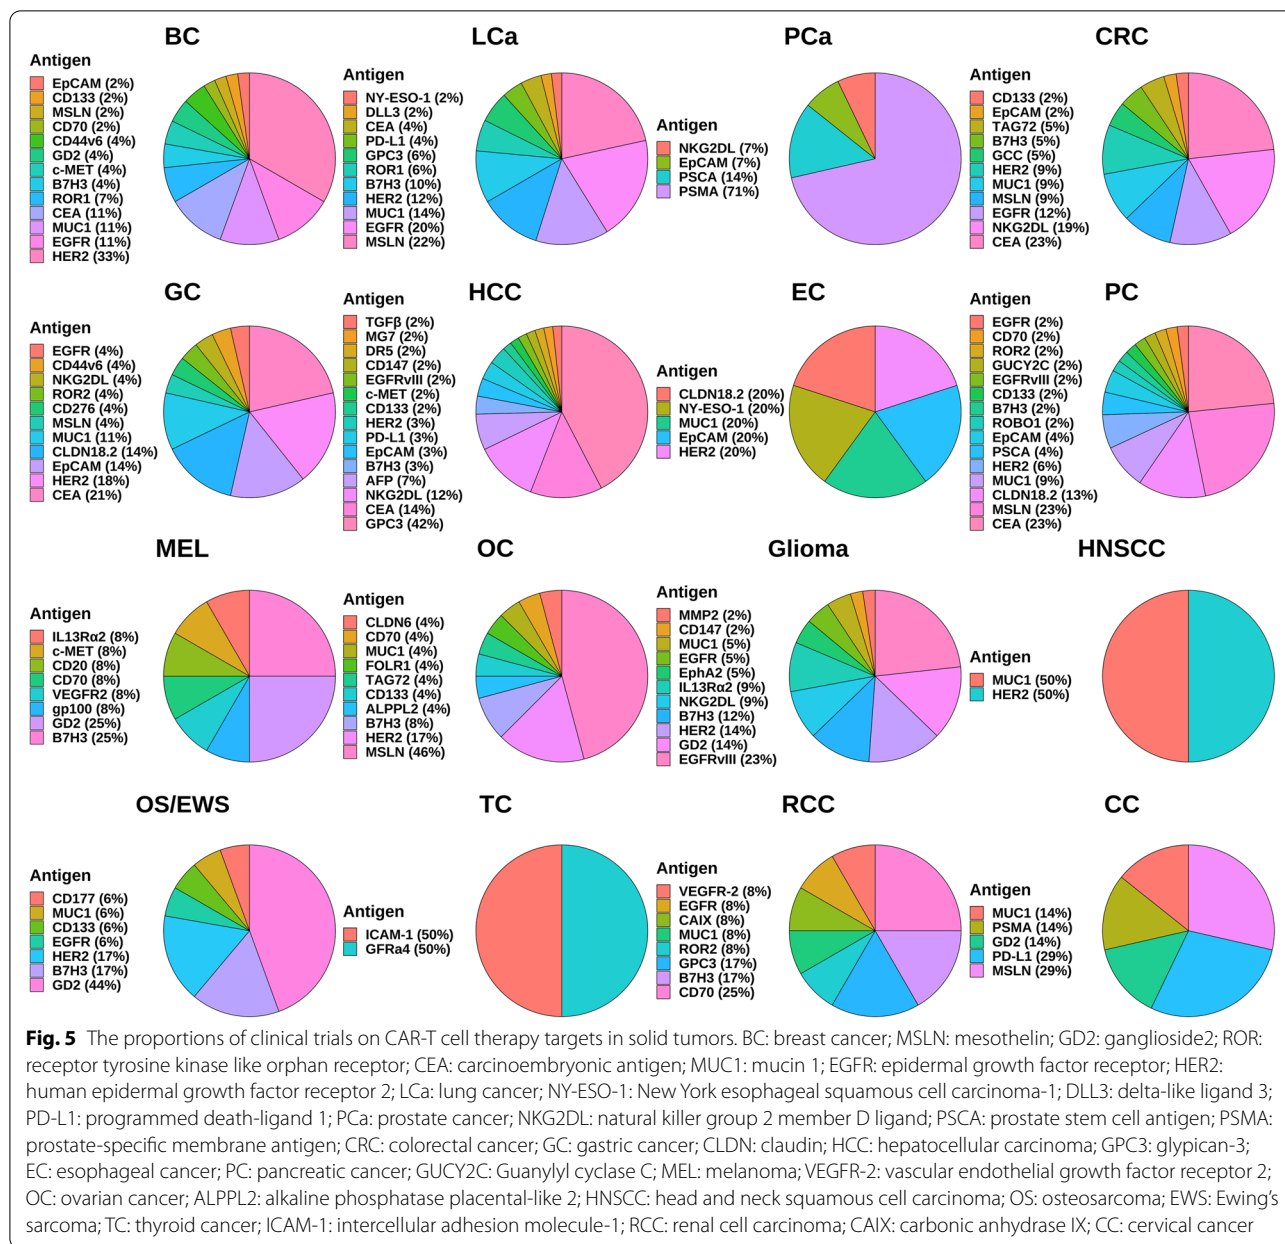 BC
Antigen
EpCAM (2%)
CD133 (2%)
MSLN (2%)
CD70 (2%)
CD44v6 (4%)
GD2 (4%)
c-MET (4%)
B7H3 (4%)
ROR1 (7%)
CEA (11%)
MUC1 (11%)
EGFR (11%)
HER2 (33%)
LCa
Antigen
NY-ESO-1 (2%)
DLL3 (2%)
CEA (4%)
PD-L1 (4%)
GPC3 (6%)
ROR1 (6%)
B7H3 (10%)
HER2 (12%)
MUC1 (14%)
EGFR (20%)
MSLN (22%)
PCa
Antigen
NKG2DL (7%)
EpCAM (7%)
PSCA (14%)
PSMA (71%)
CRC
Antigen
CD133 (2%)
EpCAM (2%)
TAG72 (5%)
B7H3 (5%)
GCC (5%)
HER2 (9%)
MUC1 (9%)
MSLN (9%)
EGFR (12%)
NKG2DL (19%)
CEA (23%)
GC
Antigen
EGFR (4%)
CD44v6 (4%)
NKG2DL (4%)
ROR2 (4%)
CD276 (4%)
MSLN (4%)
MUC1 (11%)
CLDN18.2 (14%)
EpCAM (14%)
HER2 (18%)
CEA (21%)
HCC
Antigen
TGFβ (2%)
MG7 (2%)
DR5 (2%)
CD147 (2%)
EGFRvIII (2%)
c-MET (2%)
CD133 (2%)
HER2 (3%)
PD-L1 (3%)
EpCAM (3%)
B7H3 (3%)
AFP (7%)
NKG2DL (12%)
CEA (14%)
GPC3 (42%)
EC
Antigen
CLDN18.2 (20%)
NY-ESO-1 (20%)
MUC1 (20%)
EpCAM (20%)
HER2 (20%)
PC
Antigen
EGFR (2%)
CD70 (2%)
ROR2 (2%)
GUCY2C (2%)
EGFRvIII (2%)
CD133 (2%)
B7H3 (2%)
ROBO1 (2%)
EpCAM (4%)
PSCA (4%)
HER2 (6%)
MUC1 (9%)
CLDN18.2 (13%)
MSLN (23%)
CEA (23%)
MEL
Antigen
IL13Rα2 (8%)
c-MET (8%)
CD20 (8%)
CD70 (8%)
VEGFR2 (8%)
gp100 (8%)
GD2 (25%)
B7H3 (25%)
OC
Antigen
CLDN6 (4%)
CD70 (4%)
MUC1 (4%)
FOLR1 (4%)
TAG72 (4%)
CD133 (4%)
ALPPL2 (4%)
B7H3 (8%)
HER2 (17%)
MSLN (46%)
Glioma
Antigen
MMP2 (2%)
CD147 (2%)
MUC1 (5%)
EGFR (5%)
EphA2 (5%)
IL13Rα2 (9%)
NKG2DL (9%)
B7H3 (12%)
HER2 (14%)
GD2 (14%)
EGFRvIII (23%)
HNSCC
Antigen
MUC1 (50%)
HER2 (50%)
OS/EWS
Antigen
CD177 (6%)
MUC1 (6%)
CD133 (6%)
EGFR (6%)
HER2 (17%)
B7H3 (17%)
GD2 (44%)
TC
Antigen
ICAM-1 (50%)
GFRa4 (50%)
RCC
Antigen
VEGFR-2 (8%)
EGFR (8%)
CAIX (8%)
MUC1 (8%)
ROR2 (8%)
GPC3 (17%)
B7H3 (17%)
CD70 (25%)
CC
Antigen
MUC1 (14%)
PSMA (14%)
GD2 (14%)
PD-L1 (29%)
MSLN (29%)
Fig. 5 The proportions of clinical trials on CAR-T cell therapy targets in solid tumors. BC: breast cancer; MSLN: mesothelin; GD2: ganglioside2; ROR:
receptor tyrosine kinase like orphan receptor; CEA: carcinoembryonic antigen; MUC1: mucin 1; EGFR: epidermal growth factor receptor; HER2:
human epidermal growth factor receptor 2; LCa: lung cancer; NY-ESO-1: New York esophageal squamous cell carcinoma-1; DLL3: delta-like ligand 3;
PD-L1: programmed death-ligand 1; PCa: prostate cancer; NKG2DL: natural killer group 2 member D ligand; PSCA: prostate stem cell antigen; PSMA:
prostate-specific membrane antigen; CRC: colorectal cancer; GC: gastric cancer; CLDN: claudin; HCC: hepatocellular carcinoma; GPC3: glypican-3;
EC: esophageal cancer; PC: pancreatic cancer; GUCY2C: Guanylyl cyclase C; MEL: melanoma; VEGFR-2: vascular endothelial growth factor receptor 2;
OC: ovarian cancer; ALPPL2: alkaline phosphatase placental-like 2; HNSCC: head and neck squamous cell carcinoma; OS: osteosarcoma; EWS: Ewing's
sarcoma; TC: thyroid cancer; ICAM-1: intercellular adhesion molecule-1; RCC: renal cell carcinoma; CAIX: carbonic anhydrase IX; CC: cervical cancer